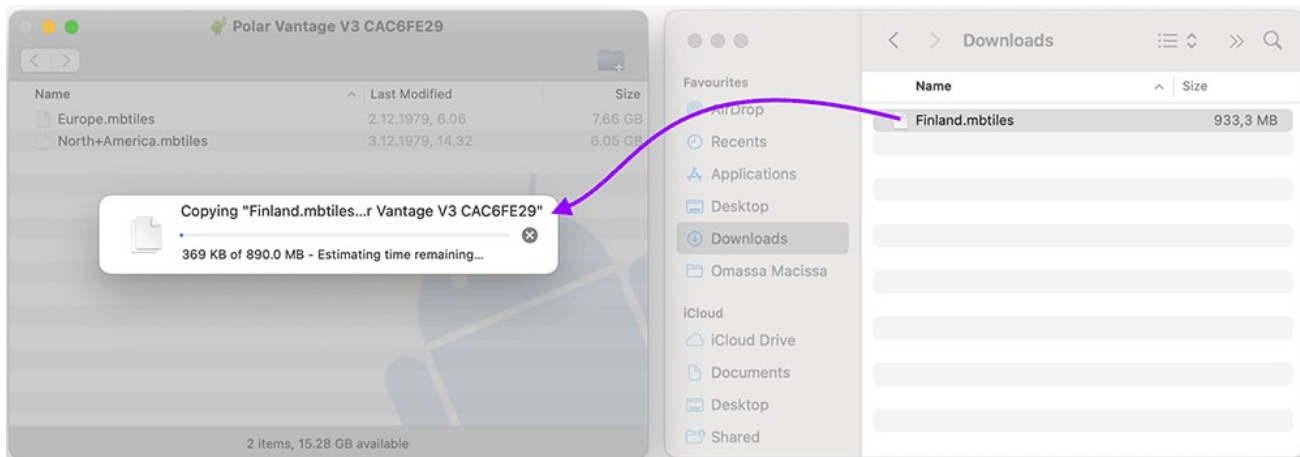 Polar Vantage V3 CAC6FE29
Name Last Modified Size
Europe.mbtiles 2.12.1979, 6.06 7.66 GB
North+America.mbtiles 3.12.1979, 14.32 6.05 GB
Copying "Finland.mbtiles...r Vantage V3 CAC6FE29"
369 KB of 890.0 MB - Estimating time remaining...
2 items, 15.28 GB available
Downloads
Favourites
AirDrop
Recents
Applications
Desktop
Downloads
Omassa Macissa
iCloud
iCloud Drive
Documents
Desktop
Shared
Name Size
Finland.mbtiles 933,3 MB